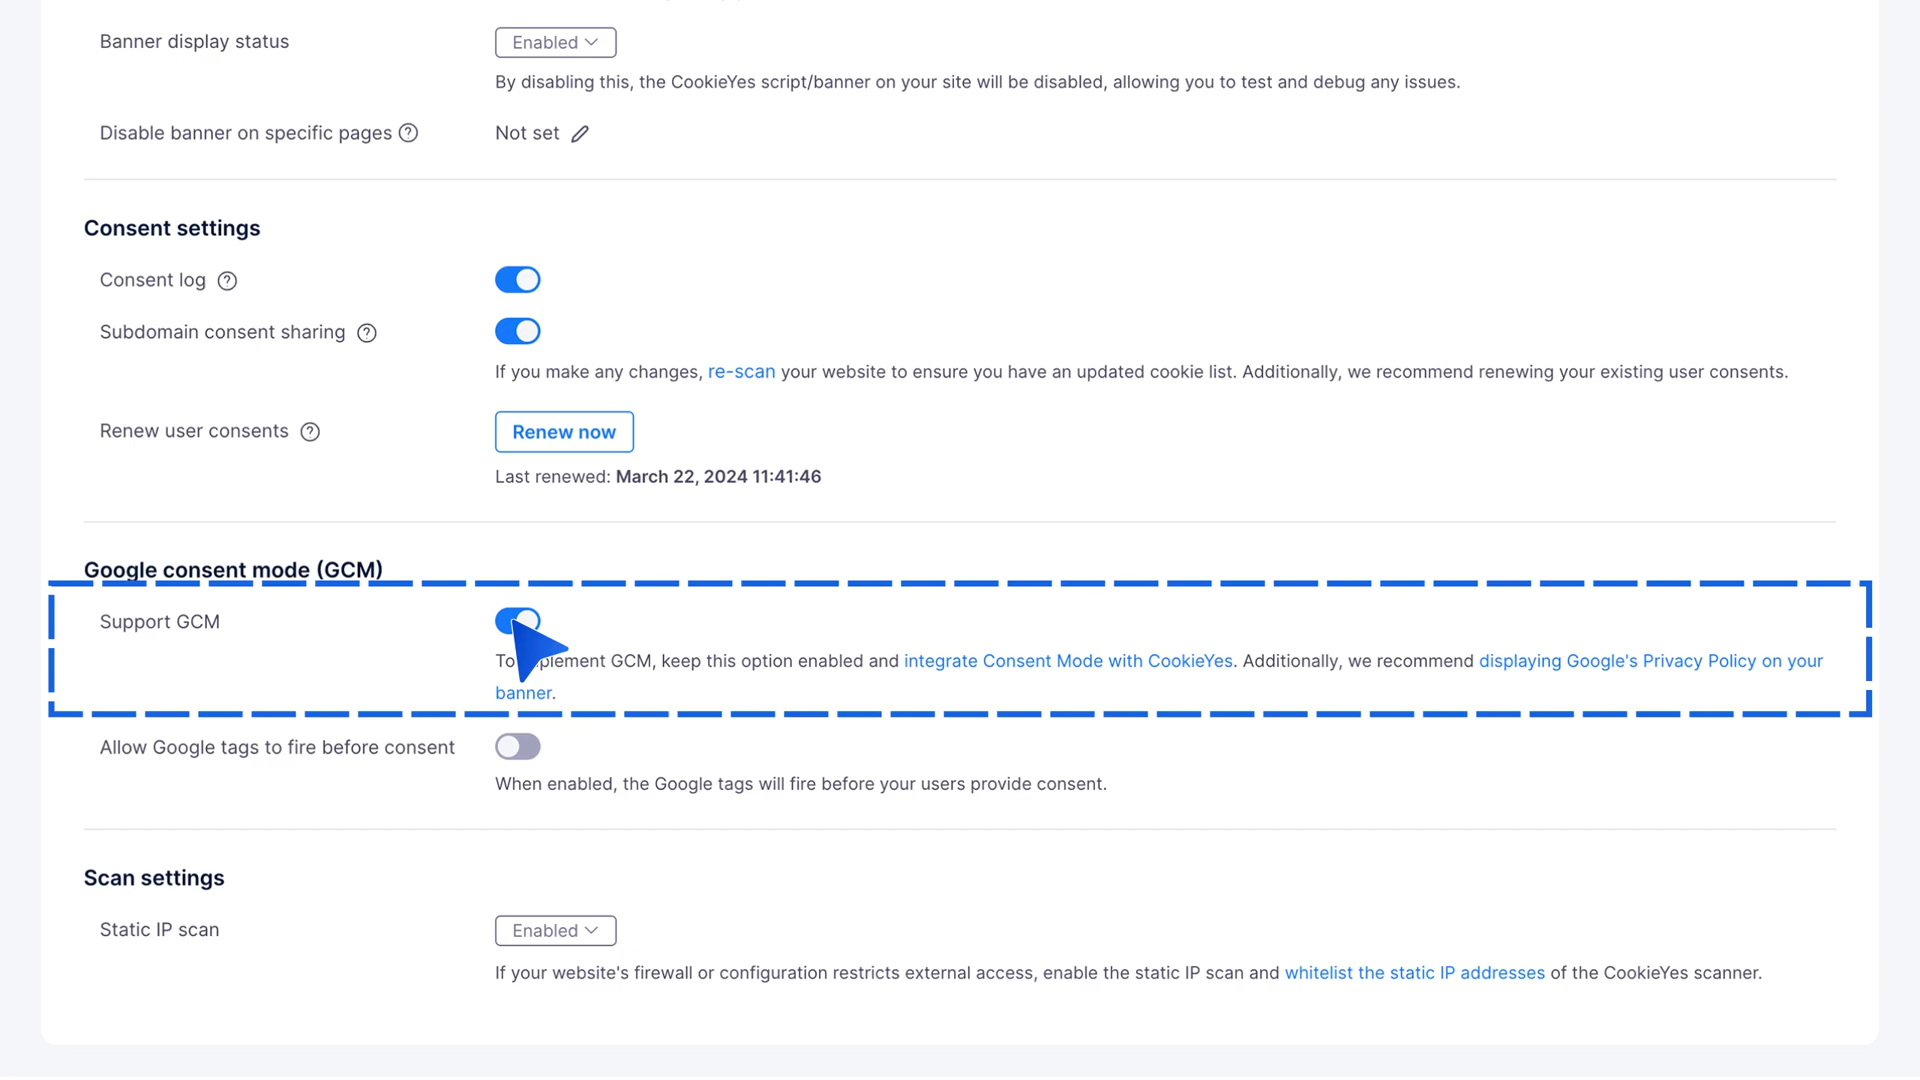 Banner display status
Enabled
By disabling this, the CookieYes script/banner on your site will be disabled, allowing you to test and debug any issues.
Disable banner on specific pages ?
Not set
Consent settings
Consent log ?
Subdomain consent sharing ?
If you make any changes, re-scan your website to ensure you have an updated cookie list. Additionally, we recommend renewing your existing user consents.
Renew user consents ?
Renew now
Last renewed: March 22, 2024 11:41:46
Google consent mode (GCM)
Support GCM
To implement GCM, keep this option enabled and integrate Consent Mode with CookieYes. Additionally, we recommend displaying Google's Privacy Policy on your
banner.
Allow Google tags to fire before consent
When enabled, the Google tags will fire before your users provide consent.
Scan settings
Static IP scan
Enabled
If your website's firewall or configuration restricts external access, enable the static IP scan and whitelist the static IP addresses of the CookieYes scanner.